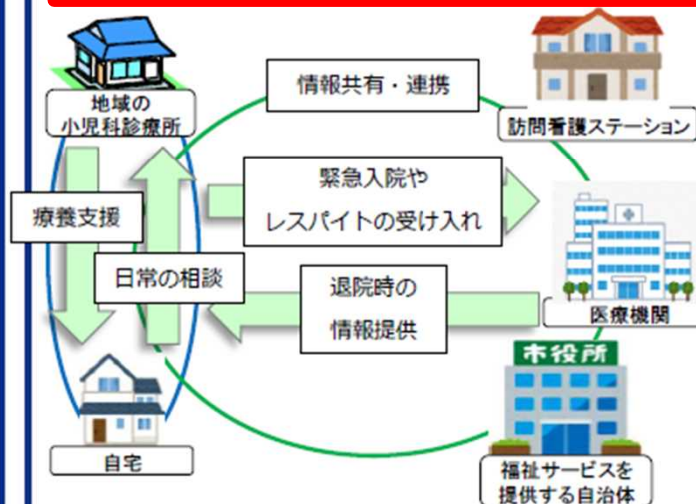 地域の
小児科診療所
情報共有・連携
訪問看護ステーション
緊急入院や
レスパイトの受け入れ
療養支援
日常の相談
退院時の
情報提供
医療機関
市役所
自宅
福祉サービスを
提供する自治体